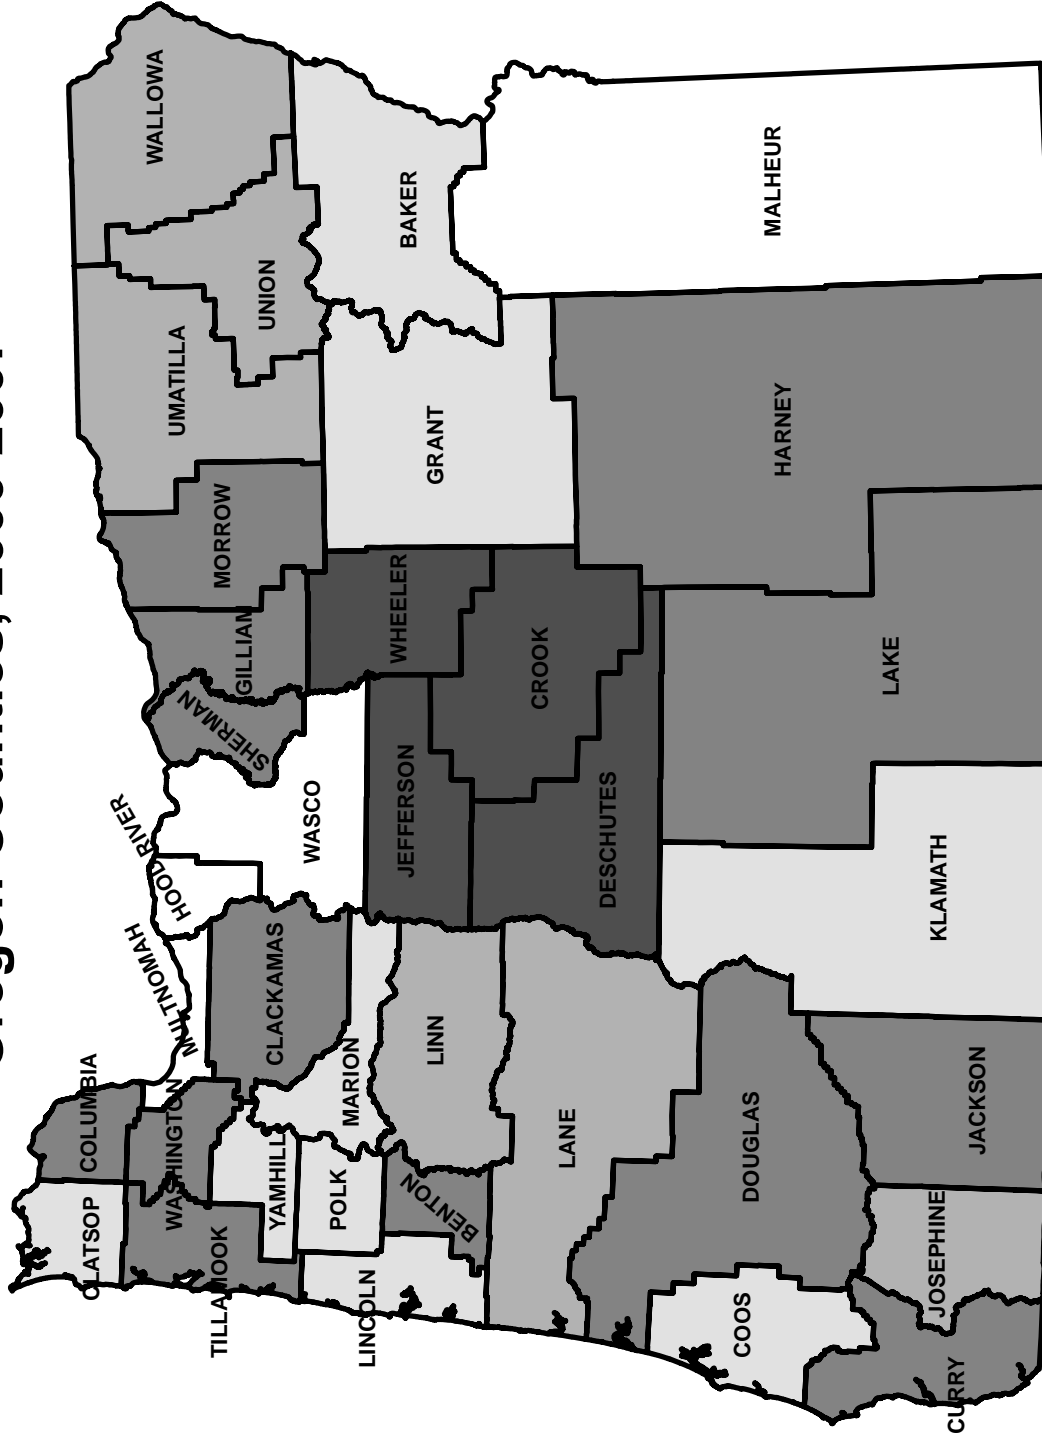 CLATSOP
COLUMBIA
HOOD RIVER
MULTNOMAH
WALLOWA
WASHINGTON
UMATILLA
TILLAMOOK
SHERMAN
MORROW
GILLIAM
UNION
YAMHILL
CLACKAMAS
WASCO
POLK
MARION
LINCOLN
JEFFERSON
WHEELER
BAKER
BENTON
LINN
GRANT
CROOK
LANE
DESCHUTES
COOS
DOUGLAS
MALHEUR
HARNEY
LAKE
JOSEPHINE
KLAMATH
CURRY
JACKSON